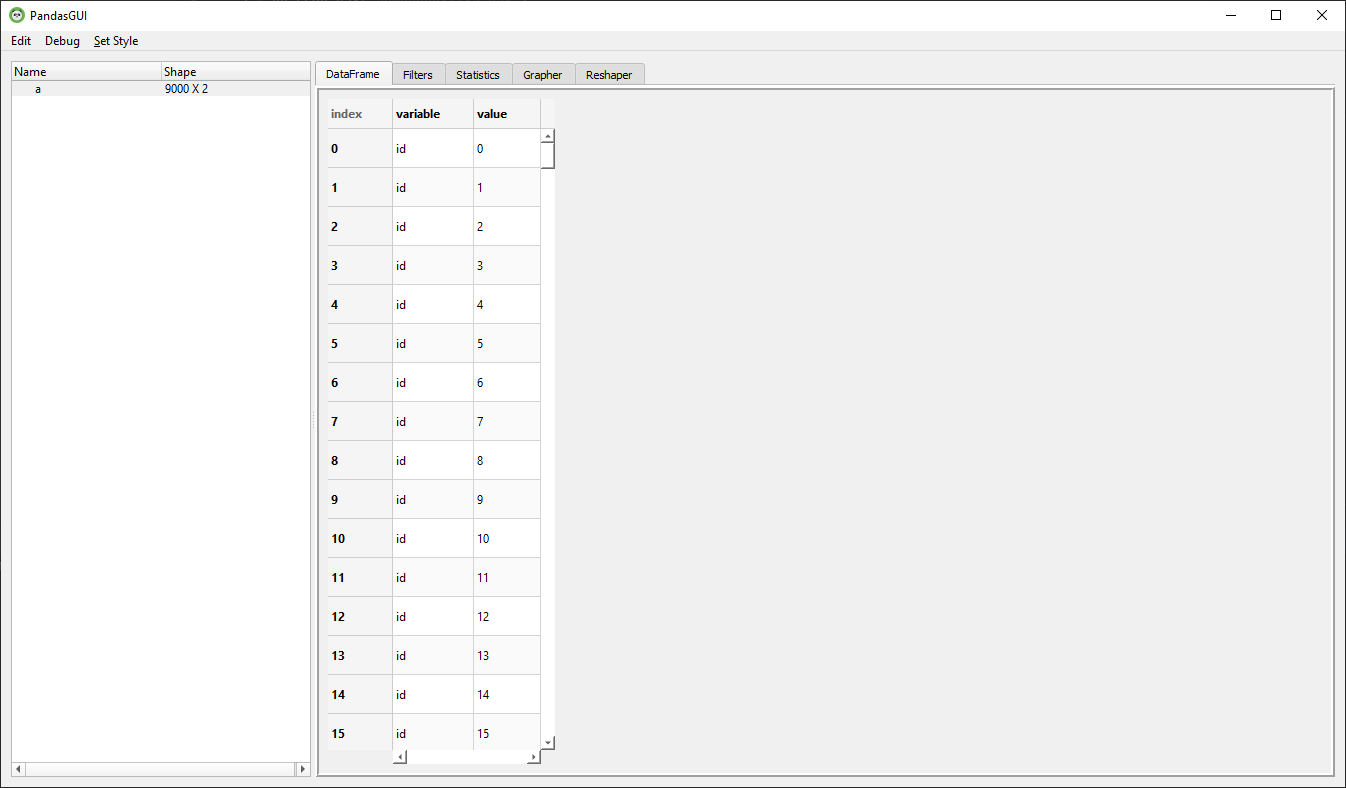 PandasGUI
Edit Debug Set Style
Name Shape
a 9000 X 2
DataFrame Filters Statistics Grapher Reshaper
index variable value
0 id 0
1 id 1
2 id 2
3 id 3
4 id 4
5 id 5
6 id 6
7 id 7
8 id 8
9 id 9
10 id 10
11 id 11
12 id 12
13 id 13
14 id 14
15 id 15